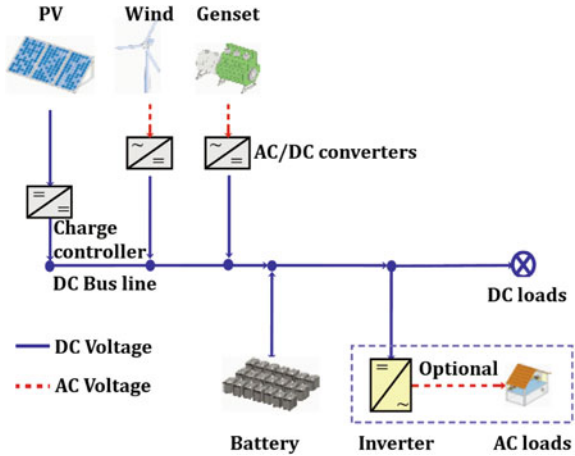 PV
Wind
Genset
~
=
~
=
AC/DC converters
=
=
Charge
controller
DC Bus line
DC loads
DC Voltage
AC Voltage
=
~
Optional
Battery
Inverter
AC loads